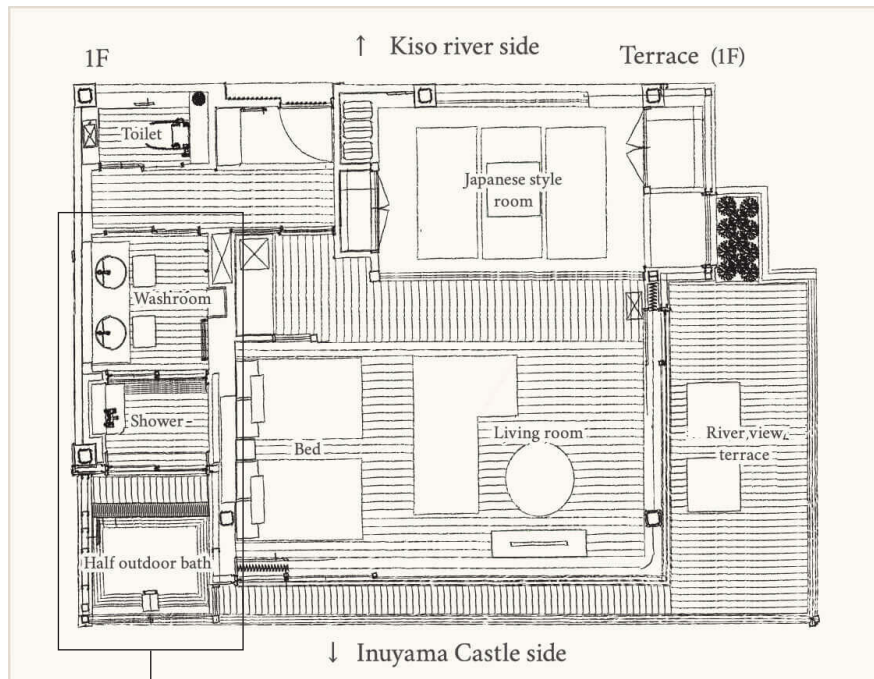 1F
↑ Kiso river side
Terrace (1F)
Toilet
Japanese style
room
Washroom
Shower
Bed
Living room
River view
terrace
Half outdoor bath
↓ Inuyama Castle side